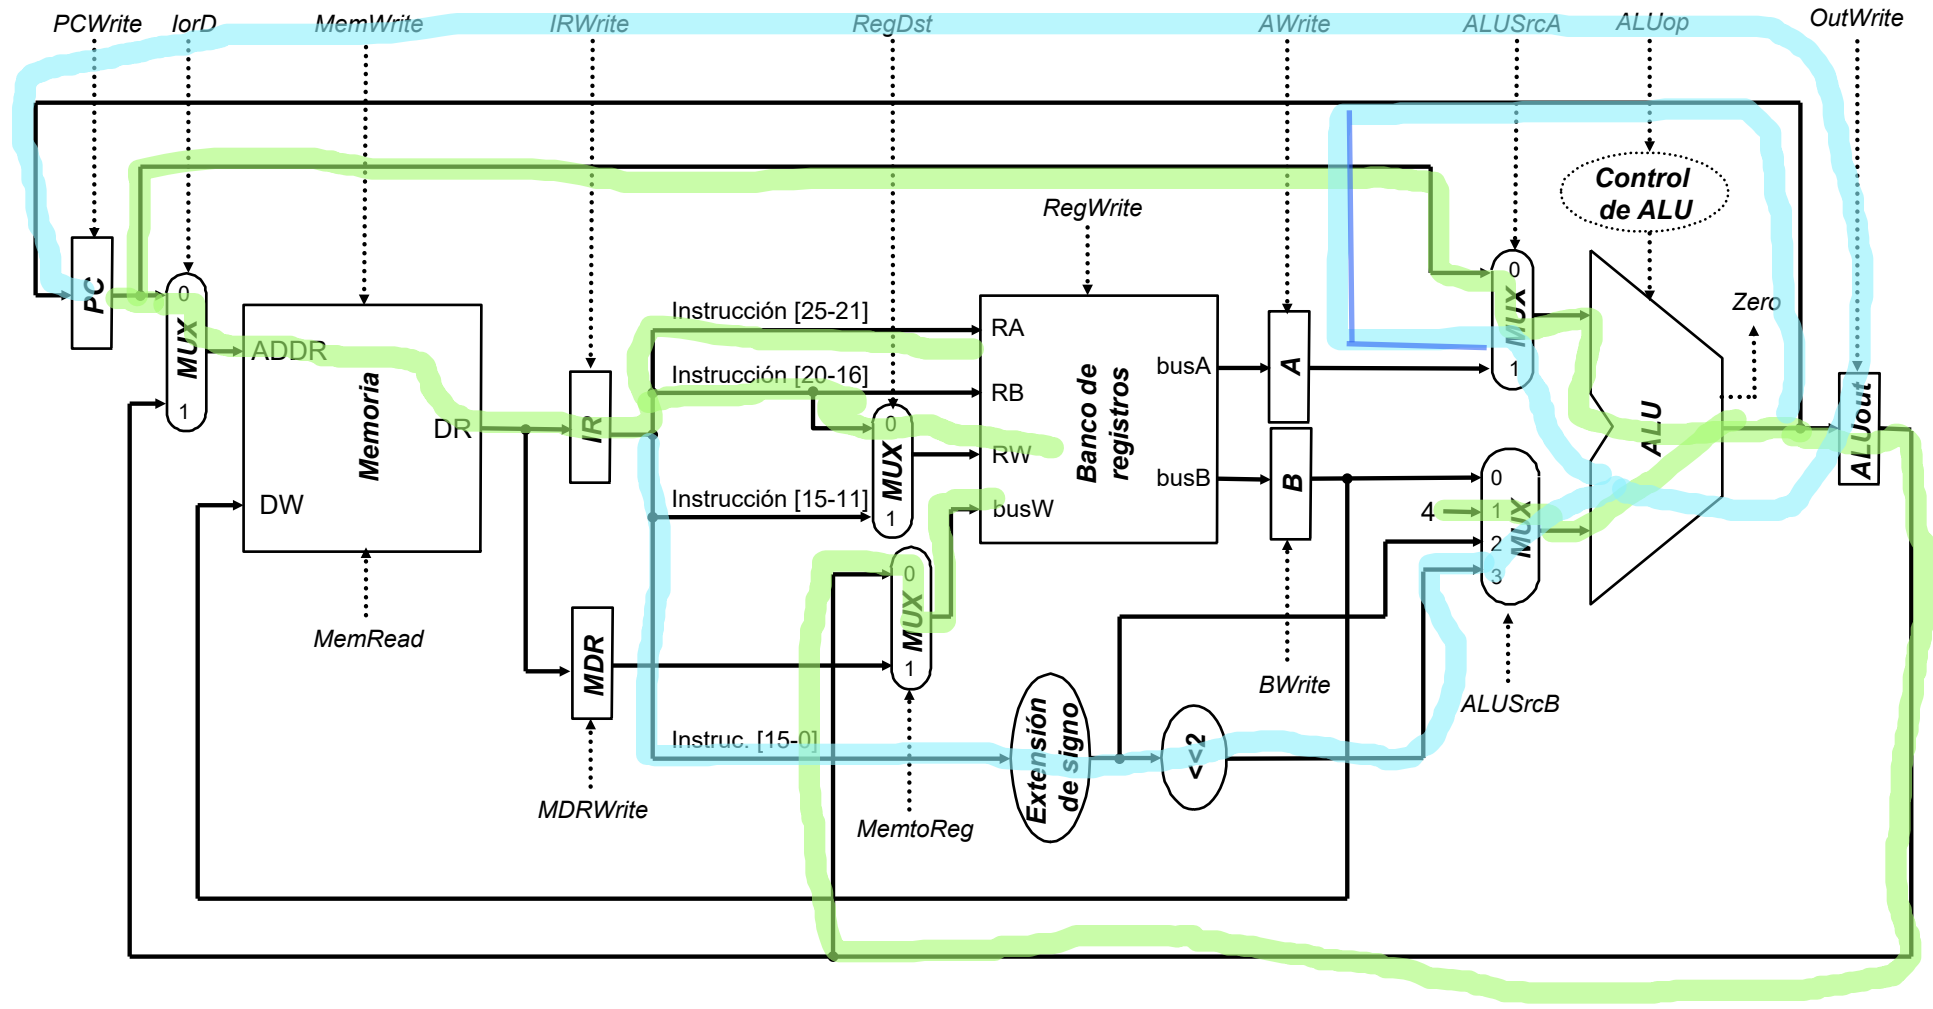 PCWrite IorD MemWrite IRWrite RegDst AWrite ALUSrcA ALUop OutWrite
Control
de ALU
RegWrite
PC
MUX
0
1
ADDR
Memoria
DR
DW
MemRead
IR
MDR
MDRWrite
Instrucción [25-21]
Instrucción [20-16]
Instrucción [15-11]
Instruc. [15-0]
0
MUX
1
0
MUX
1
MemtoReg
RA
RB
RW
busW
Banco de
registros
busA
busB
A
B
BWrite
Extensión
de signo
<<2
0
MUX
1
4
0
1
2
3
MUX
ALUSrcB
ALU
Zero
ALUout